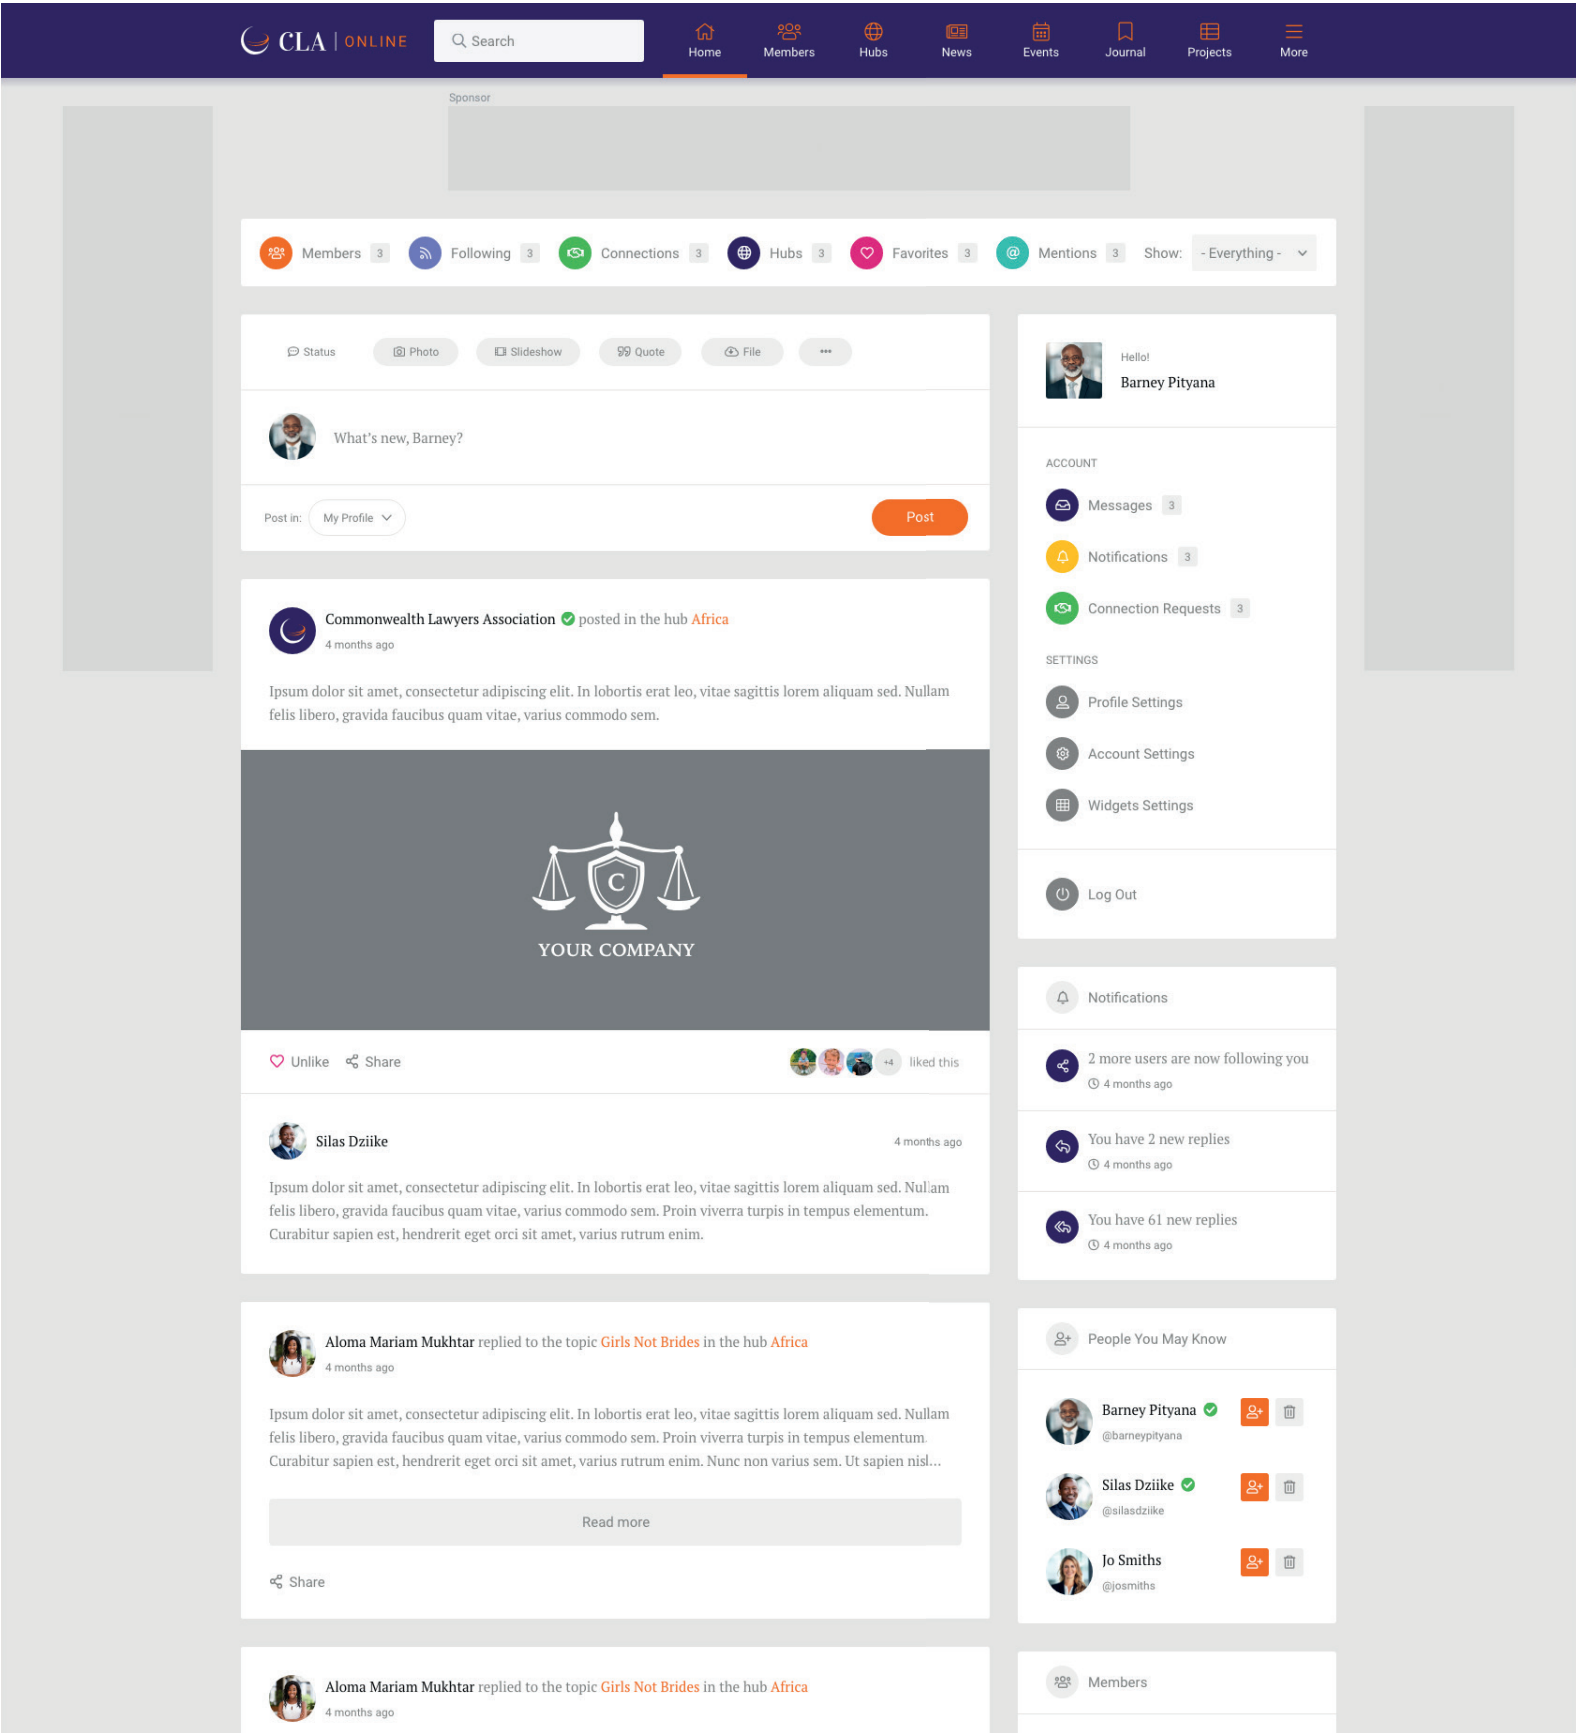 CLA | ONLINE
Search
Home
Members
Hubs
News
Events
Journal
Projects
More
Sponsor
Members 3
Following 3
Connections 3
Hubs 3
Favorites 3
@ Mentions 3
Show: - Everything -
Status
Photo
Slideshow
Quote
File
•••
What's new, Barney?
Post in: My Profile
Post
Commonwealth Lawyers Association posted in the hub Africa
4 months ago
Ipsum dolor sit amet, consectetur adipiscing elit. In lobortis erat leo, vitae sagittis lorem aliquam sed. Nullam
felis libero, gravida faucibus quam vitae, varius commodo sem.
C
YOUR COMPANY
Unlike
Share
+4 liked this
Silas Dziike
4 months ago
Ipsum dolor sit amet, consectetur adipiscing elit. In lobortis erat leo, vitae sagittis lorem aliquam sed. Nullam
felis libero, gravida faucibus quam vitae, varius commodo sem. Proin viverra turpis in tempus elementum.
Curabitur sapien est, hendrerit eget orci sit amet, varius rutrum enim.
Aloma Mariam Mukhtar replied to the topic Girls Not Brides in the hub Africa
4 months ago
Ipsum dolor sit amet, consectetur adipiscing elit. In lobortis erat leo, vitae sagittis lorem aliquam sed. Nullam
felis libero, gravida faucibus quam vitae, varius commodo sem. Proin viverra turpis in tempus elementum.
Curabitur sapien est, hendrerit eget orci sit amet, varius rutrum enim. Nunc non varius sem. Ut sapien nisl...
Read more
Share
Aloma Mariam Mukhtar replied to the topic Girls Not Brides in the hub Africa
4 months ago
Hello!
Barney Pityana
ACCOUNT
Messages 3
Notifications 3
Connection Requests 3
SETTINGS
Profile Settings
Account Settings
Widgets Settings
Log Out
Notifications
2 more users are now following you
4 months ago
You have 2 new replies
4 months ago
You have 61 new replies
4 months ago
People You May Know
Barney Pityana
@barneypityana
Silas Dziike
@silasdziike
Jo Smiths
@josmiths
Members